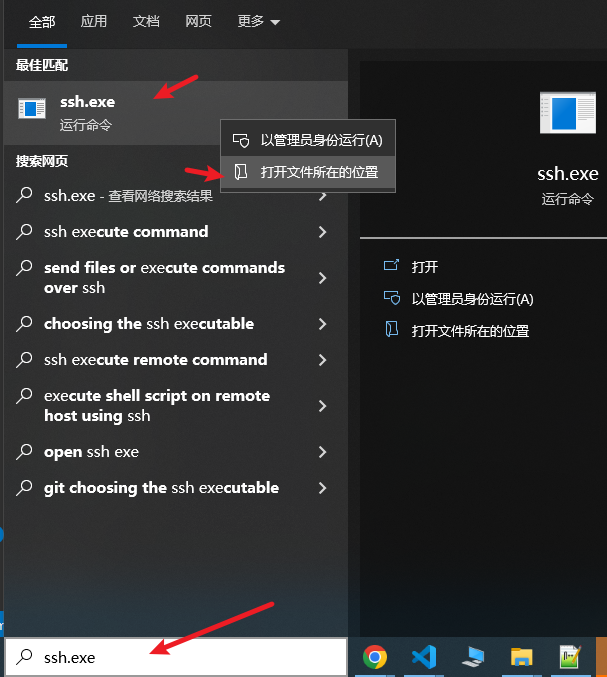 全部 应用 文档 网页 更多
最佳匹配
ssh.exe
运行命令
以管理员身份运行(A)
打开文件所在的位置
搜索网页
ssh.exe - 查看网络搜索结果
ssh execute command
send files or execute commands
over ssh
choosing the ssh executable
ssh execute remote command
execute shell script on remote
host using ssh
open ssh exe
git choosing the ssh executable
ssh.exe
运行命令
打开
以管理员身份运行(A)
打开文件所在的位置
ssh.exe